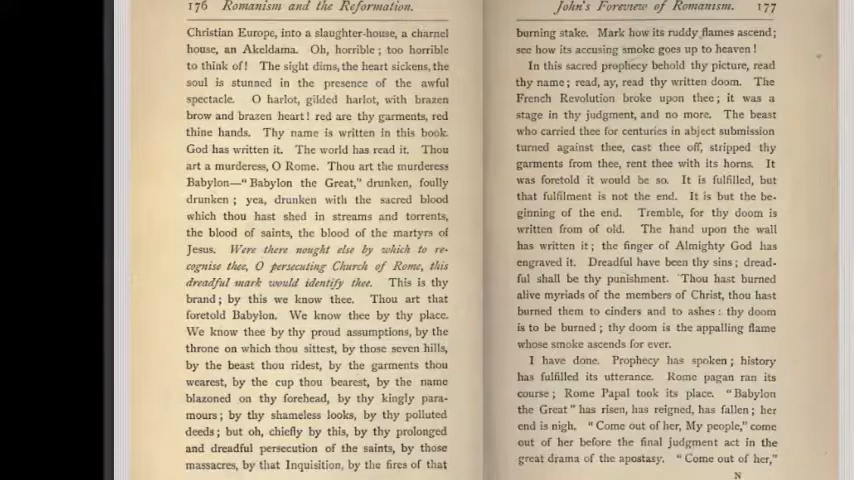 176 Romanism and the Reformation.
Christian Europe, into a slaughter-house, a charnel
house, an Akeldama. Oh, horrible ; too horrible
to think of! The sight dims, the heart sickens, the
soul is stunned in the presence of the awful
spectacle. O harlot, gilded harlot, with brazen
brow and brazen heart! red are thy garments, red
thine hands. Thy name is written in this book.
God has written it. The world has read it. Thou
art a murderess, O Rome. Thou art the murderess
Babylon—"Babylon the Great," drunken, foully
drunken ; yea, drunken with the sacred blood
which thou hast shed in streams and torrents,
the blood of saints, the blood of the martyrs of
Jesus. Were there nought else by which to re-
cognise thee, O persecuting Church of Rome, this
dreadful mark would identify thee. This is thy
brand ; by this we know thee. Thou art that
foretold Babylon. We know thee by thy place.
We know thee by thy proud assumptions, by the
throne on which thou sittest, by those seven hills,
by the beast thou ridest, by the garments thou
wearest, by the cup thou bearest, by the name
blazoned on thy forehead, by thy kingly para-
mours ; by thy shameless looks, by thy polluted
deeds ; but oh, chiefly by this, by thy prolonged
and dreadful persecution of the saints, by those
massacres, by that Inquisition, by the fires of that
John's Foreview of Romanism. 177
burning stake. Mark how its ruddy flames ascend ;
see how its accusing smoke goes up to heaven !
In this sacred prophecy behold thy picture, read
thy name ; read, ay, read thy written doom. The
French Revolution broke upon thee ; it was a
stage in thy judgment, and no more. The beast
who carried thee for centuries in abject submission
turned against thee, cast thee off, stripped thy
garments from thee, rent thee with its horns. It
was foretold it would be so. It is fulfilled, but
that fulfilment is not the end. It is but the be-
ginning of the end. Tremble, for thy doom is
written from of old. The hand upon the wall
has written it ; the finger of Almighty God has
engraved it. Dreadful have been thy sins ; dread-
ful shall be thy punishment. Thou hast burned
alive myriads of the members of Christ, thou hast
burned them to cinders and to ashes : thy doom
is to be burned ; thy doom is the appalling flame
whose smoke ascends for ever.
I have done. Prophecy has spoken ; history
has fulfilled its utterance. Rome pagan ran its
course ; Rome Papal took its place. "Babylon
the Great" has risen, has reigned, has fallen ; her
end is nigh. "Come out of her, My people," come
out of her before the final judgment act in the
great drama of the apostasy. "Come out of her,"
N